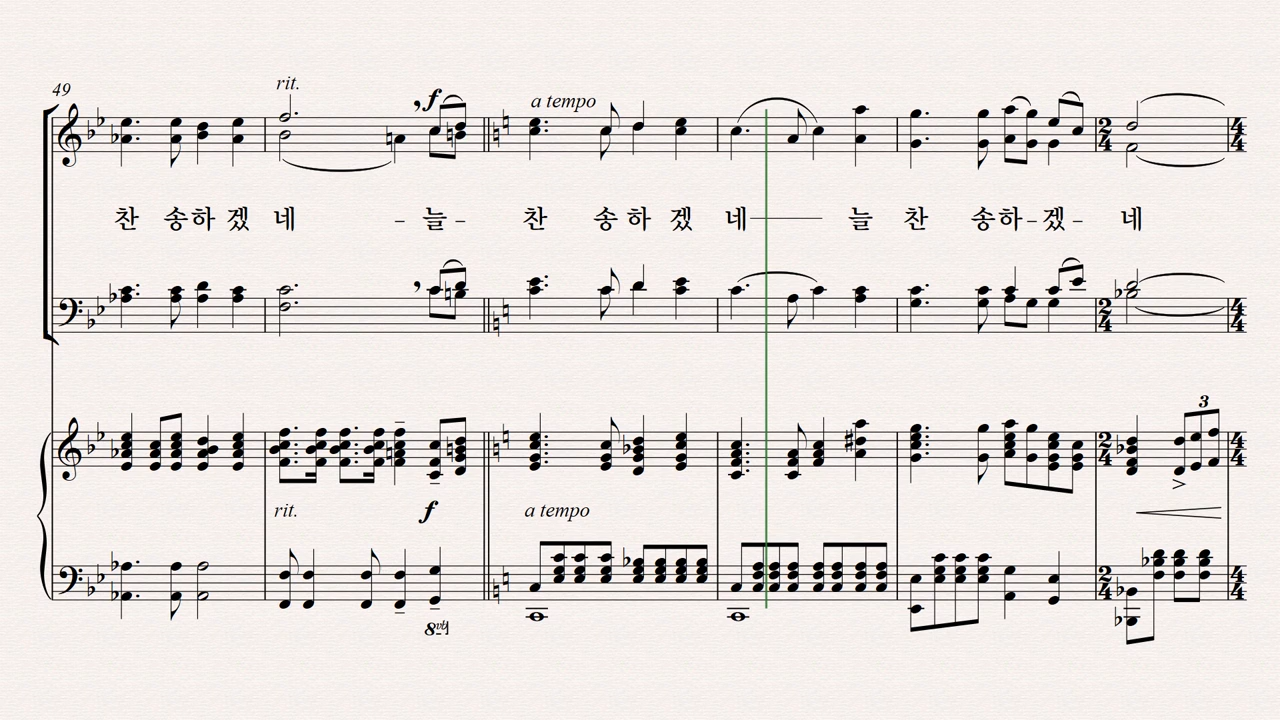 49
rit.
f
a tempo
찬 송하 겠 네 - 늘 - 찬 송 하 겠 네 늘 찬 송하-겠- 네
3
rit.
f
a tempo
8vb